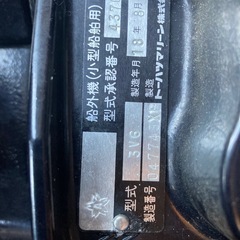 船外機(小型船舶用)
型式承認番号 437
製造年月 18年8月
トーハツマリーン株式会社
型式 3V6
製造番号